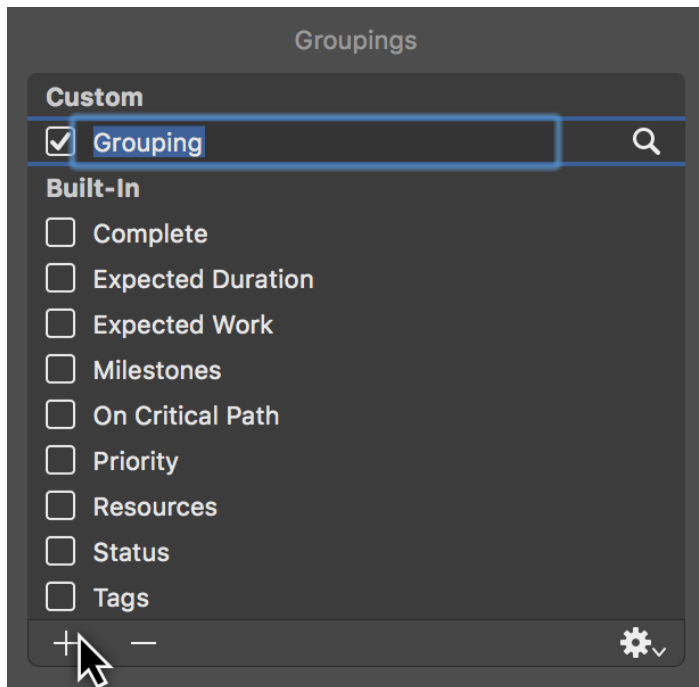 Groupings
Custom
Grouping
Built-In
Complete
Expected Duration
Expected Work
Milestones
On Critical Path
Priority
Resources
Status
Tags